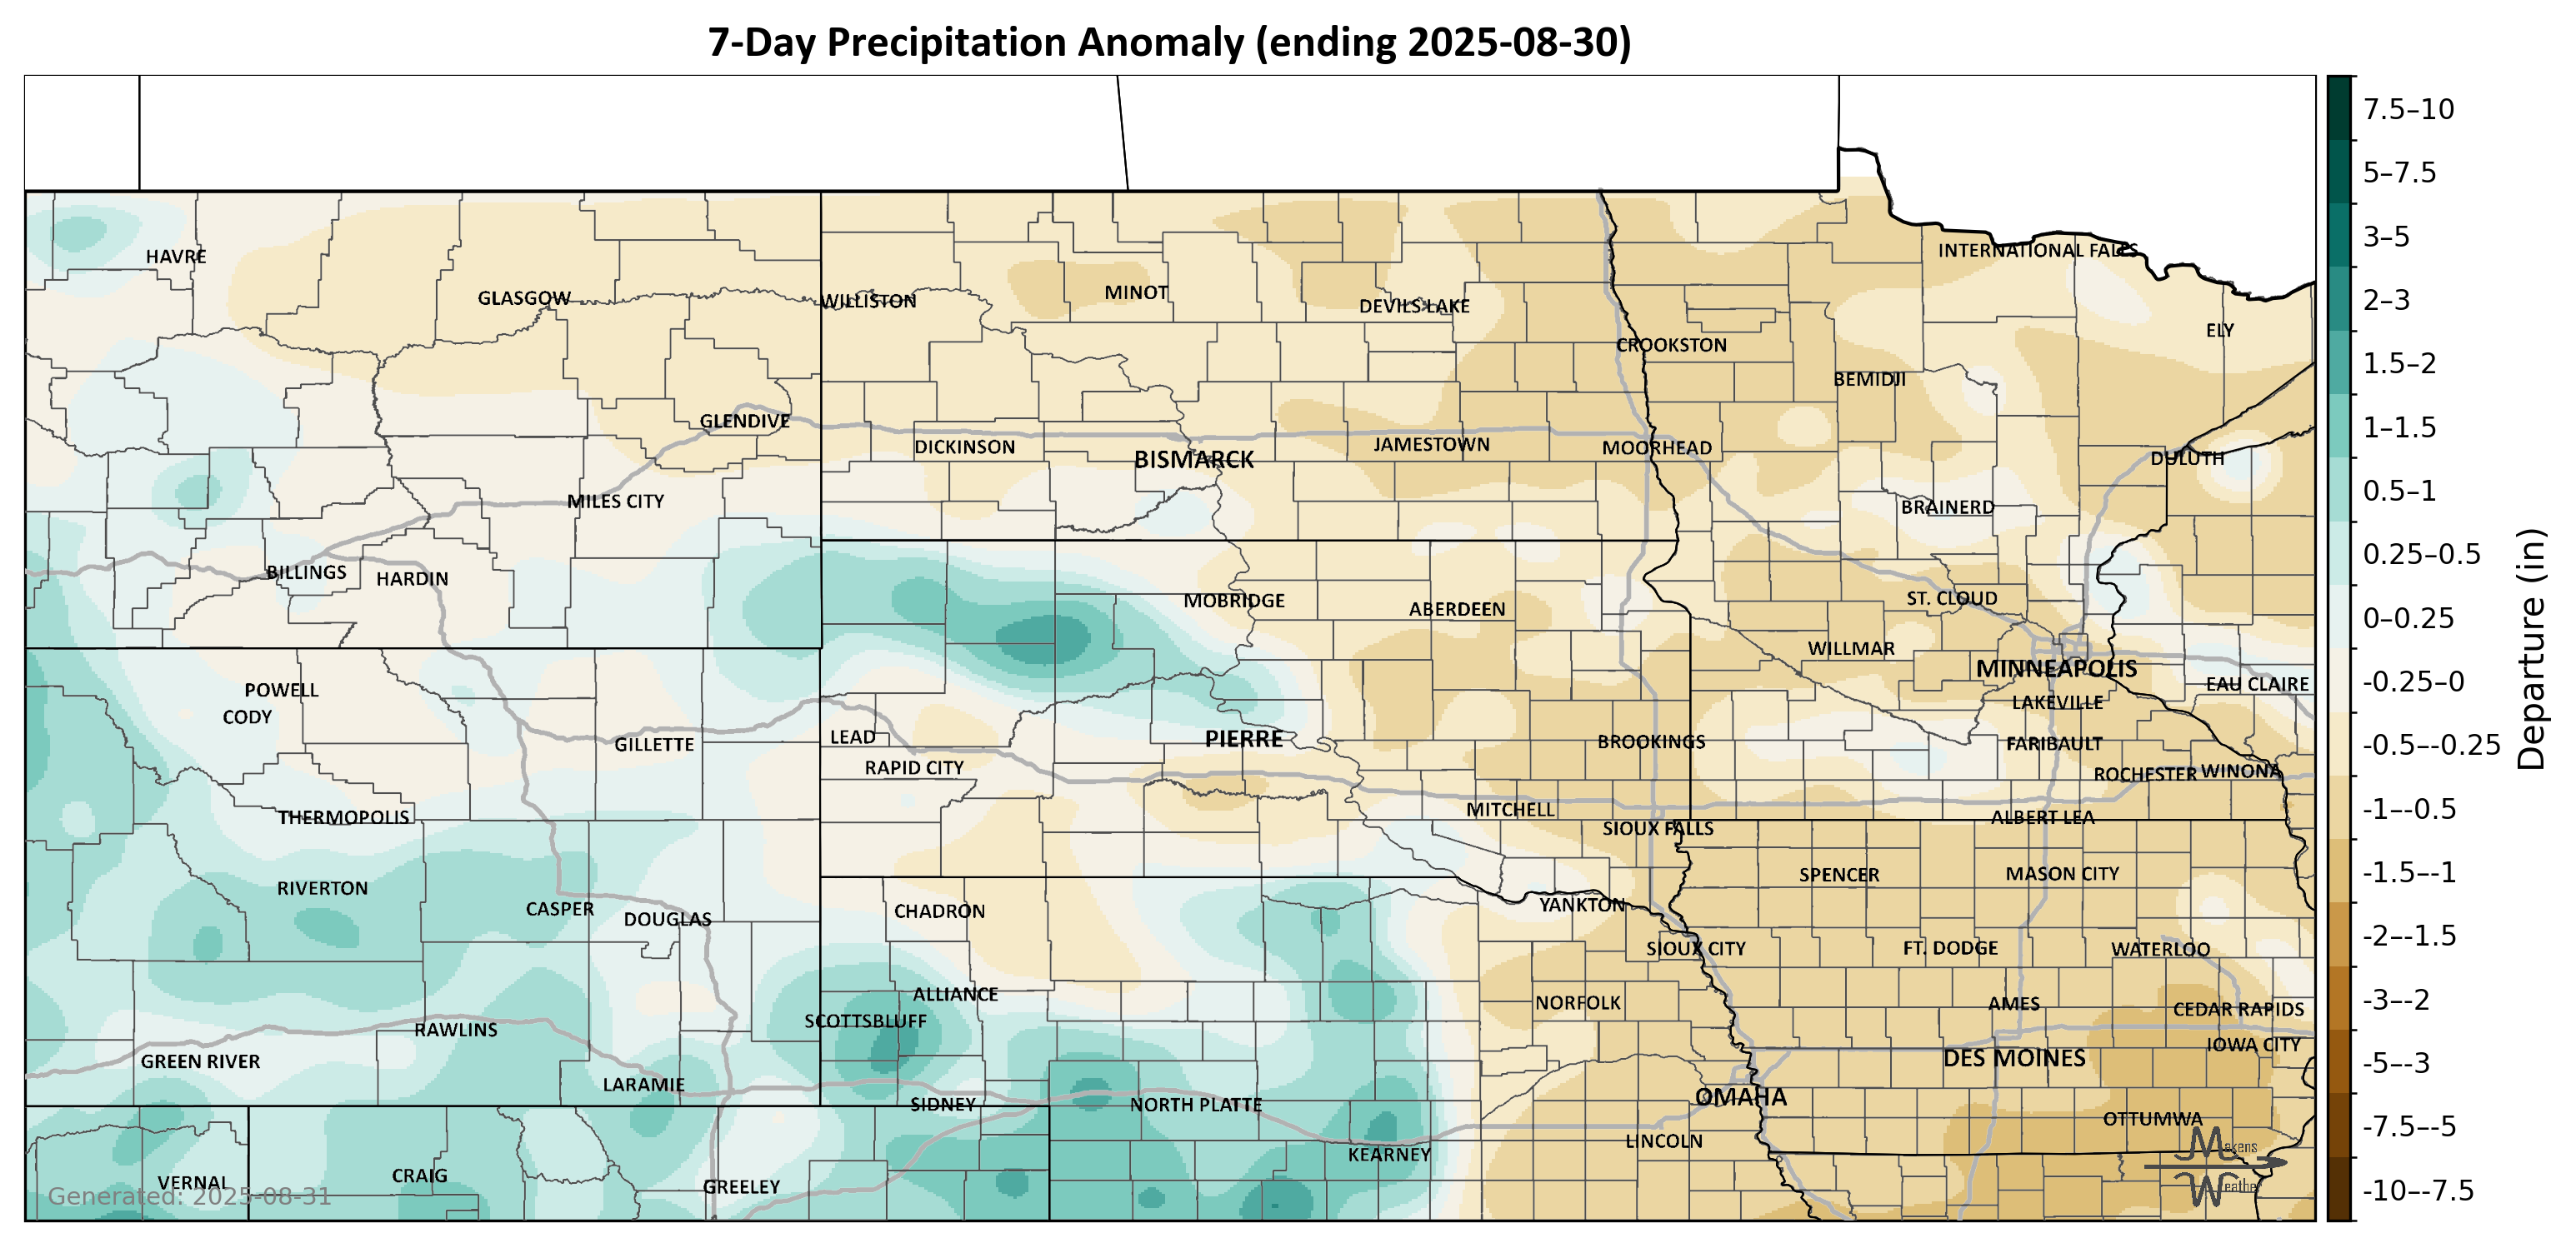 7-Day Precipitation Anomaly (ending 2025-08-30)
HAVRE
INTERNATIONAL FALLS
GLASGOW
WILLISTON
MINOT
DEVILS LAKE
ELY
CROOKSTON
BEMIDJI
GLENDIVE
DICKINSON
BISMARCK
JAMESTOWN
MOORHEAD
DULUTH
MILES CITY
BRAINERD
BILLINGS
HARDIN
MOBRIDGE
ABERDEEN
ST. CLOUD
WILLMAR
MINNEAPOLIS
EAU CLAIRE
POWELL
CODY
LAKEVILLE
GILLETTE
LEAD
PIERRE
BROOKINGS
FARIBAULT
RAPID CITY
ROCHESTER
WINONA
THERMOPOLIS
MITCHELL
ALBERT LEA
SIOUX FALLS
RIVERTON
SPENCER
MASON CITY
CASPER
DOUGLAS
CHADRON
YANKTON
SIOUX CITY
FT. DODGE
WATERLOO
ALLIANCE
NORFOLK
AMES
CEDAR RAPIDS
SCOTTSBLUFF
RAWLINS
IOWA CITY
GREEN RIVER
DES MOINES
LARAMIE
SIDNEY
NORTH PLATTE
OMAHA
OTTUMWA
LINCOLN
KEARNEY
VERNAL
CRAIG
GREELEY
Generated: 2025-08-31
Makens
Weather
7.5–10
5–7.5
3–5
2–3
1.5–2
1–1.5
0.5–1
0.25–0.5
0–0.25
-0.25–0
-0.5–-0.25
-1–-0.5
-1.5–-1
-2–-1.5
-3–-2
-5–-3
-7.5–-5
-10–-7.5
Departure (in)